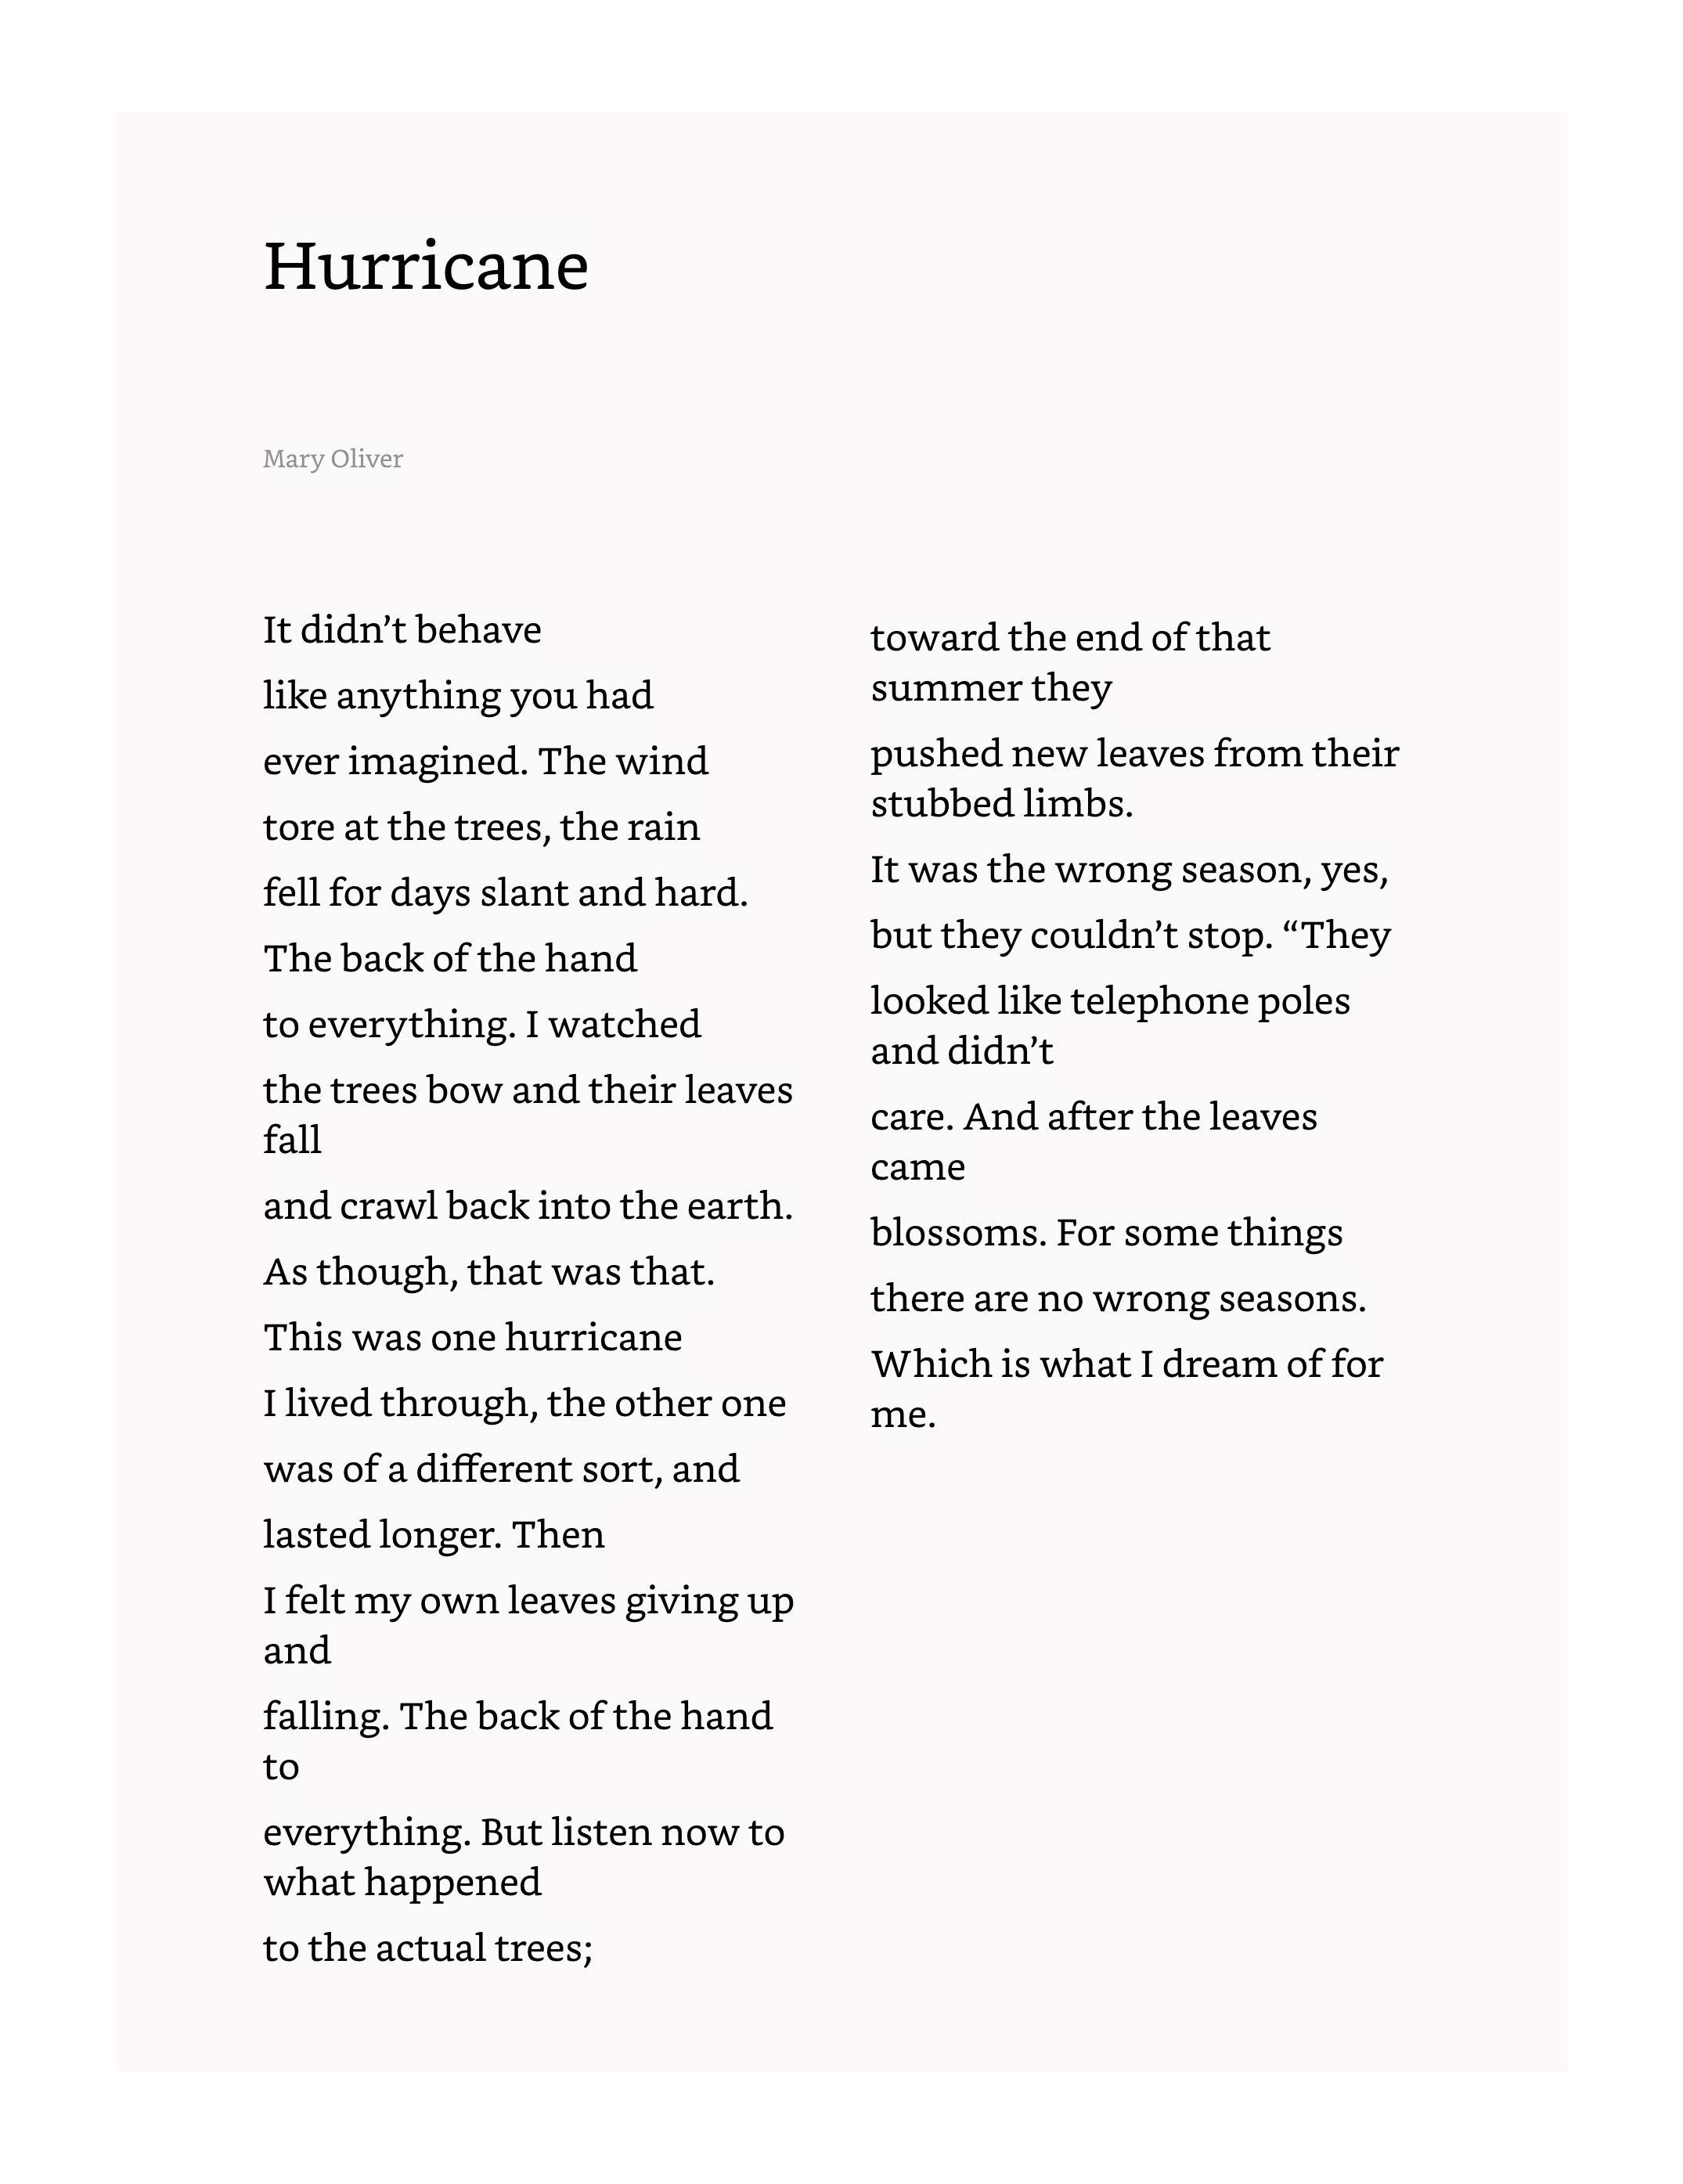 Hurricane
Mary Oliver
It didn’t behave
like anything you had
ever imagined. The wind
tore at the trees, the rain
fell for days slant and hard.
The back of the hand
to everything. I watched
the trees bow and their leaves
fall
and crawl back into the earth.
As though, that was that.
This was one hurricane
I lived through, the other one
was of a different sort, and
lasted longer. Then
I felt my own leaves giving up
and
falling. The back of the hand
to
everything. But listen now to
what happened
to the actual trees;
toward the end of that
summer they
pushed new leaves from their
stubbed limbs.
It was the wrong season, yes,
but they couldn’t stop. “They
looked like telephone poles
and didn’t
care. And after the leaves
came
blossoms. For some things
there are no wrong seasons.
Which is what I dream of for
me.